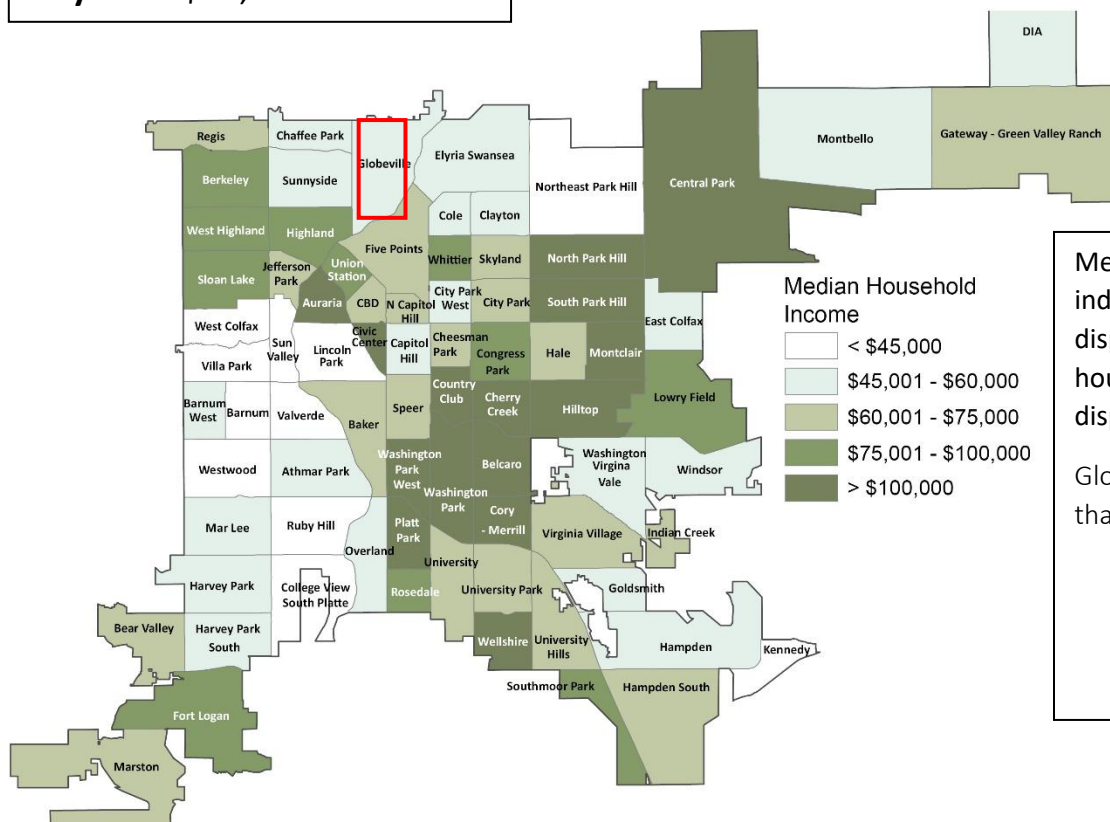 DIA
Regis
Chaffee Park
Globeville
Elyria Swansea
Montbello
Gateway - Green Valley Ranch
Berkeley
Sunnyside
Northeast Park Hill
Central Park
Cole
Clayton
West Highland
Highland
Five Points
Whittier
Skyland
North Park Hill
Sloan Lake
Jefferson
Park
Union
Station
Auraria
CBD
N Capitol
Hill
City Park
West
City Park
South Park Hill
East Colfax
West Colfax
Sun
Valley
Lincoln
Park
Civic
Center
Capitol
Hill
Cheesman
Park
Congress
Park
Hale
Montclair
Villa Park
Barnum
West
Barnum
Valverde
Baker
Speer
Country
Club
Cherry
Creek
Hilltop
Lowry Field
Westwood
Athmar Park
Washington
Park
West
Washington
Park
Belcaro
Washington
Virgina
Vale
Windsor
Mar Lee
Ruby Hill
Overland
Platt
Park
Cory
- Merrill
Virginia Village
Indian Creek
Harvey Park
College View
South Platte
Rosedale
University
University Park
Goldsmith
Bear Valley
Harvey Park
South
Wellshire
University
Hills
Hampden
Kennedy
Southmoor Park
Hampden South
Fort Logan
Marston
Median Household
Income
< $45,000
$45,001 - $60,000
$60,001 - $75,000
$75,001 - $100,000
> $100,000
Me
ind
disp
hou
disp
Glo
tha